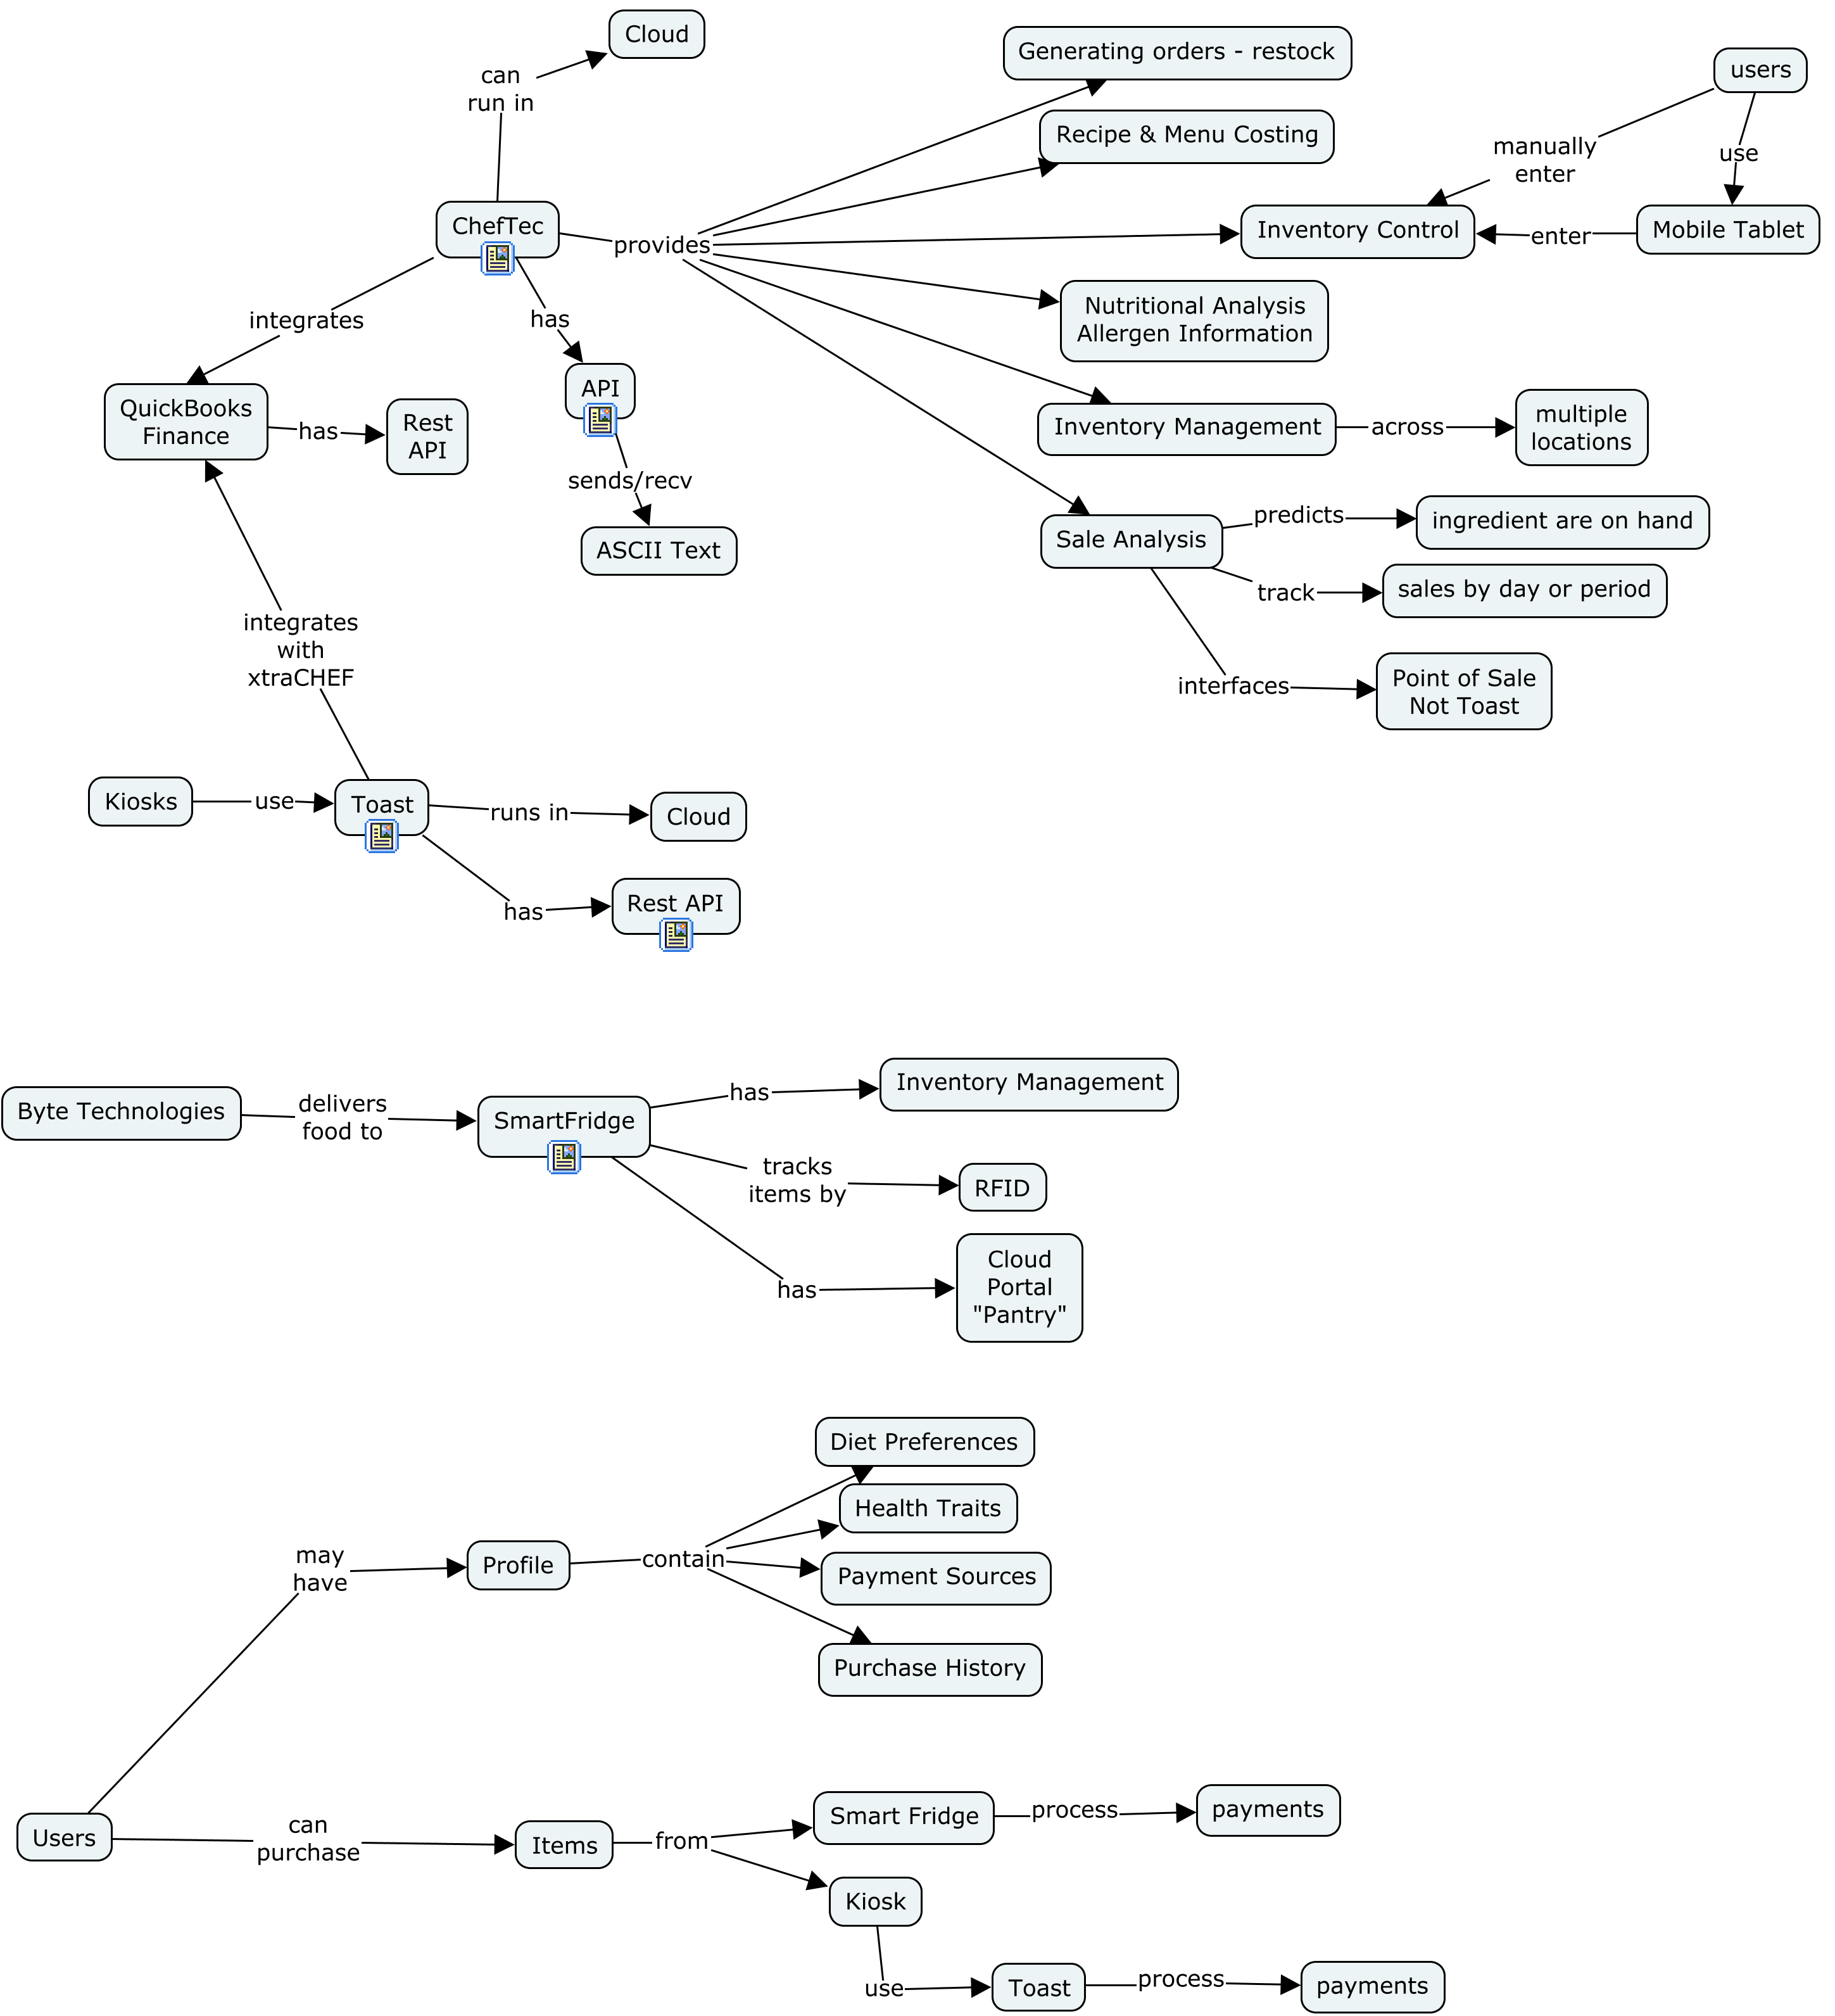 Cloud
can
run in
Generating orders - restock
users
Recipe & Menu Costing
manually
enter
use
ChefTec
provides
Inventory Control
enter
Mobile Tablet
integrates
has
Nutritional Analysis
Allergen Information
QuickBooks
Finance
has
Rest
API
API
Inventory Management
across
multiple
locations
sends/recv
ASCII Text
Sale Analysis
predicts
ingredient are on hand
track
sales by day or period
integrates
with
xtraCHEF
interfaces
Point of Sale
Not Toast
Kiosks
use
Toast
runs in
Cloud
has
Rest API
Byte Technologies
delivers
food to
SmartFridge
has
Inventory Management
tracks
items by
RFID
has
Cloud
Portal
"Pantry"
Diet Preferences
Health Traits
may
have
Profile
contain
Payment Sources
Purchase History
Users
can
purchase
Items
from
Smart Fridge
process
payments
Kiosk
use
Toast
process
payments